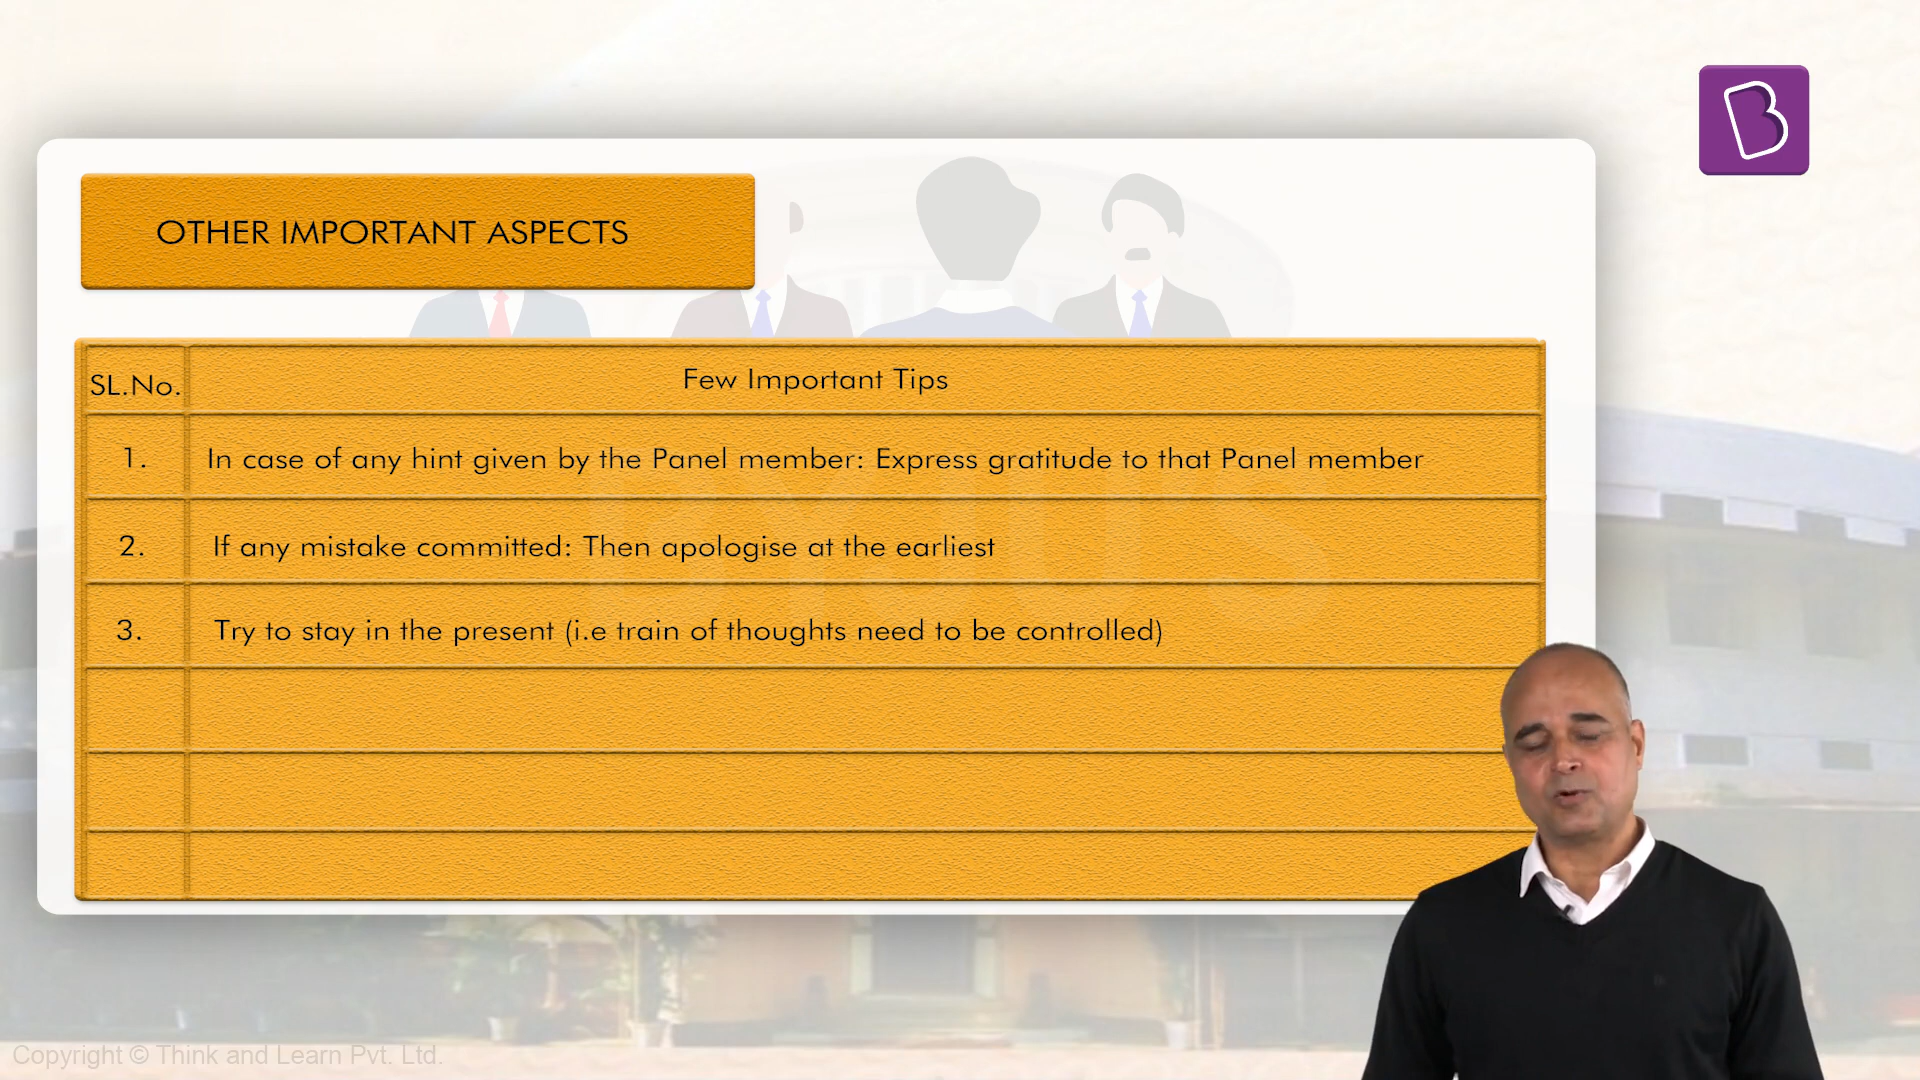 OTHER IMPORTANT ASPECTS
SL.No. Few Important Tips
1. In case of any hint given by the Panel member: Express gratitude to that Panel member
2. If any mistake committed: Then apologise at the earliest
3. Try to stay in the present (i.e train of thoughts need to be controlled)
BYJU'S
Copyright © Think and Learn Pvt. Ltd.